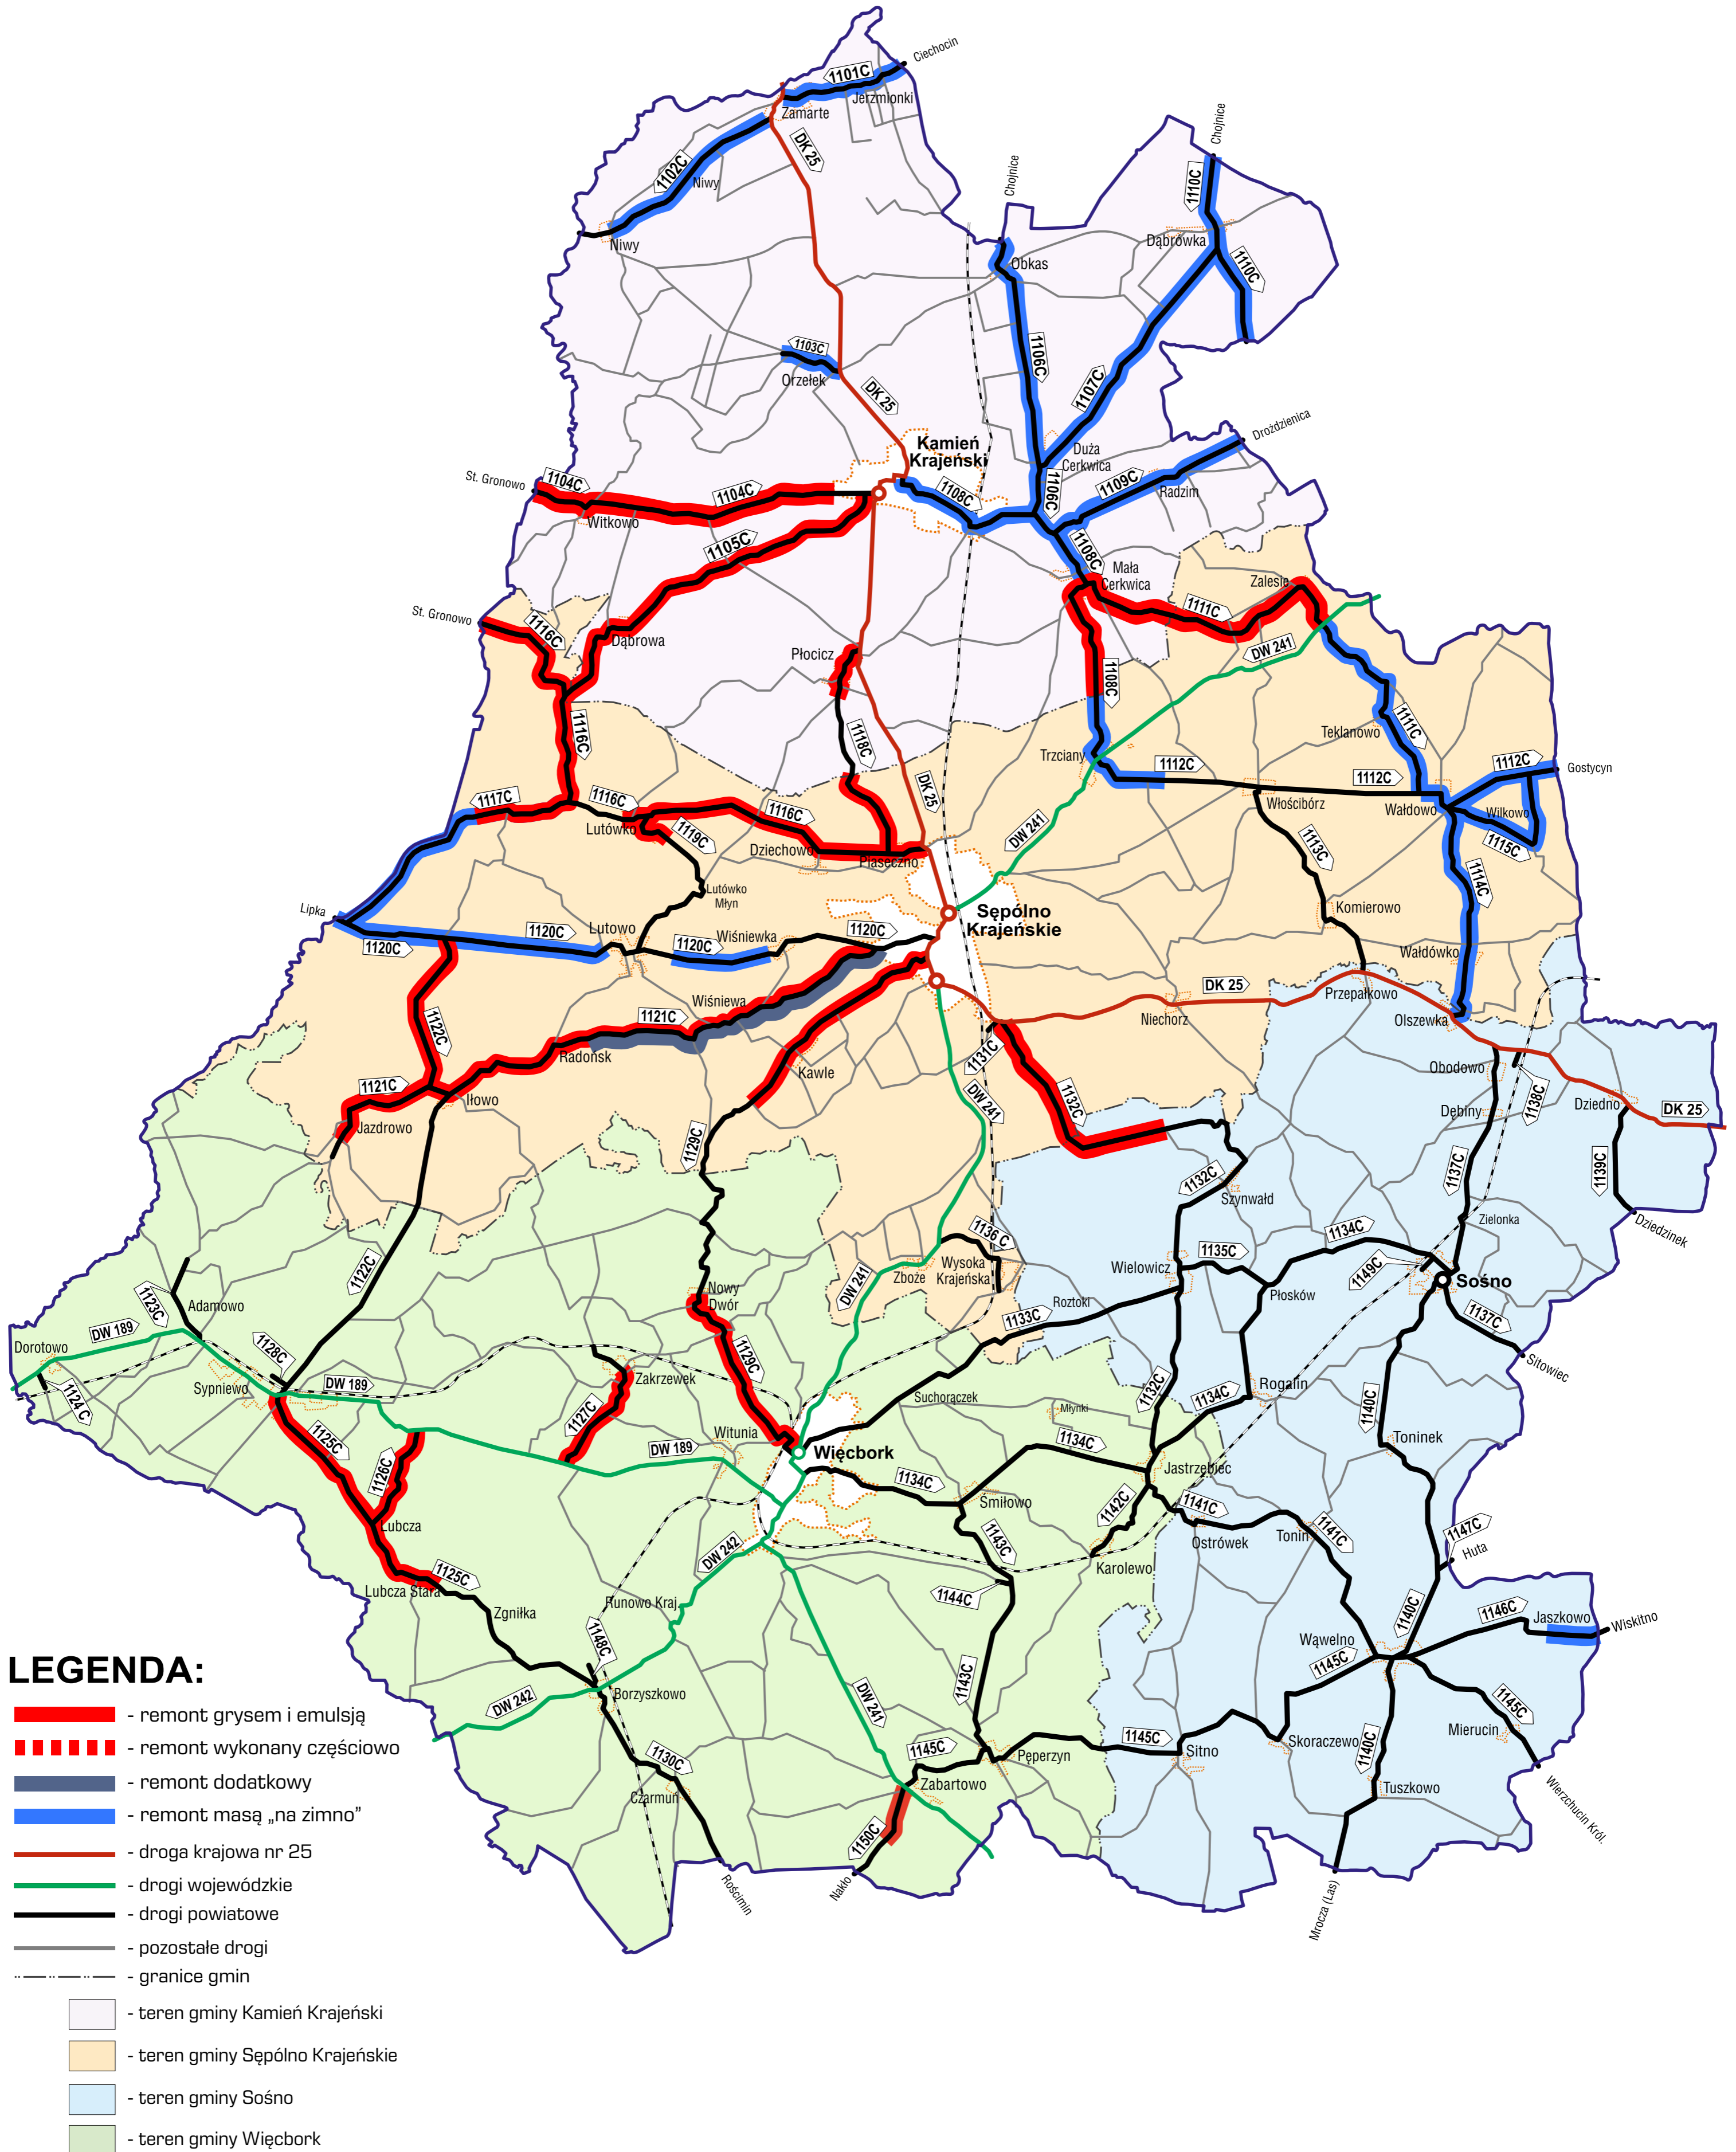 Ciechocin
1101C
Jerzmionki
Zamarte
DK 25
1102C
Niwy
Niwy
Chojnice
Chojnice
1110C
Dąbrówka
1110C
Obkas
1103C
Orzełek
1106C
1107C
DK 25
Kamień
Krajeński
Duża
Cerkwica
Drożdzienica
St. Gronowo
1104C
1104C
Witkowo
1108C
1106C
1109C
Radzim
1105C
1108C
Mała
Cerkwica
Zalesie
1111C
St. Gronowo
1116C
Dąbrowa
Płocicz
DW 241
1108C
1116C
1118C
Teklanowo
1111C
Trzciany
1112C
1112C
1112C
Gostycyn
DK 25
Włościbórz
Wałdowo
Wilkowo
1117C
1116C
1116C
Lutówko
1119C
Dziechowo
Piaseczno
DW 241
1113C
1115C
1114C
Lutówko
Młyn
Lipka
Komierowo
Sępólno
Krajeńskie
1120C
1120C
Lutowo
1120C
Wiśniewka
1120C
Wałdówko
Wiśniewa
DK 25
Przepałkowo
Niechorz
Olszewka
1121C
Radońsk
1122C
Kawle
1131C
Obodowo
1138C
1121C
Iłowo
Jazdrowo
DW 241
1132C
Dębiny
Dziedno
DK 25
1129C
1137C
1139C
1132C
Szynwałd
Zielonka
Dziedzinek
1136 C
Wysoka
Krajeńska
Zboże
1134C
1135C
Wielowicz
1149C
Sośno
1122C
1123C
Adamowo
Nowy
Dwór
DW 241
Roztoki
1133C
Płosków
1137C
Sitowiec
DW 189
Dorotowo
1128C
1129C
Sypniewo
DW 189
1124 C
Zakrzewek
1127C
Suchorączek
Młynki
1132C
1134C
Rogalin
1140C
1125C
1126C
Witunia
DW 189
Więcbork
1134C
1134C
Toninek
Jastrzębiec
Śmiłowo
1142C
1141C
Ostrówek
Tonin
1141C
1147C
Huta
Lubcza
1143C
Karolewo
DW 242
1125C
Lubcza Stara
Zgniłka
Runowo Kraj.
1144C
1148C
1140C
1146C
Jaszkowo
Wiskitno
Wąwelno
1145C
DW 242
Borzyszkowo
DW 241
1143C
1145C
Mierucin
1130C
Czarmuń
1145C
Pęperzyn
1145C
Sitno
Skoraczewo
1140C
Tuszkowo
Wierzchucin Król.
Zabartowo
1150C
Nakło
Rościmin
Mrocza (Las)
LEGENDA:
- remont grysem i emulsją
- remont wykonany częściowo
- remont dodatkowy
- remont masą „na zimno”
- droga krajowa nr 25
- drogi wojewódzkie
- drogi powiatowe
- pozostałe drogi
- granice gmin
- teren gminy Kamień Krajeński
- teren gminy Sępólno Krajeńskie
- teren gminy Sośno
- teren gminy Więcbork